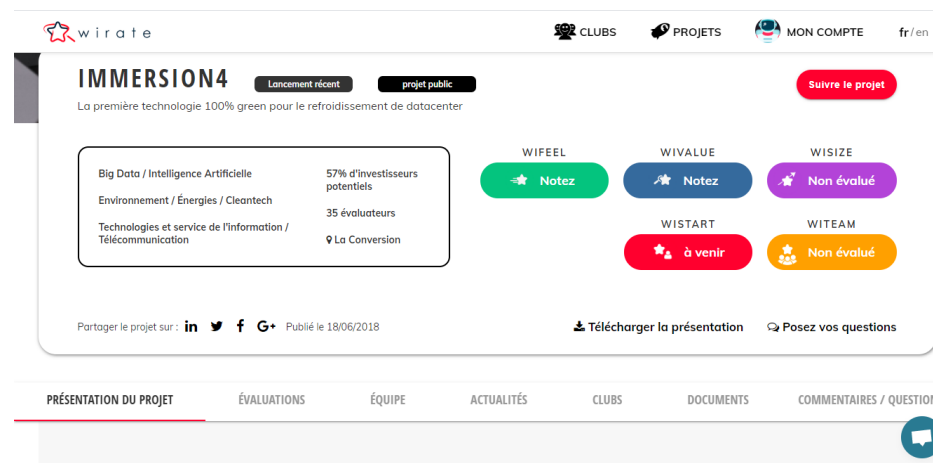 wirate
CLUBS
PROJETS
MON COMPTE
fr/en
IMMERSION4
Lancement récent
projet public
Suivre le projet
La première technologie 100% green pour le refroidissement de datacenter
Big Data / Intelligence Artificielle
Environnement / Énergies / Cleantech
Technologies et service de l'information /
Télécommunication
57% d'investisseurs
potentiels
35 évaluateurs
La Conversion
WIFEEL
WIVALUE
WISIZE
Notez
Notez
Non évalué
WISTART
WITEAM
à venir
Non évalué
Partager le projet sur :
in
f
G+
Publié le 18/06/2018
Télécharger la présentation
Posez vos questions
PRÉSENTATION DU PROJET
ÉVALUATIONS
ÉQUIPE
ACTUALITÉS
CLUBS
DOCUMENTS
COMMENTAIRES / QUESTION